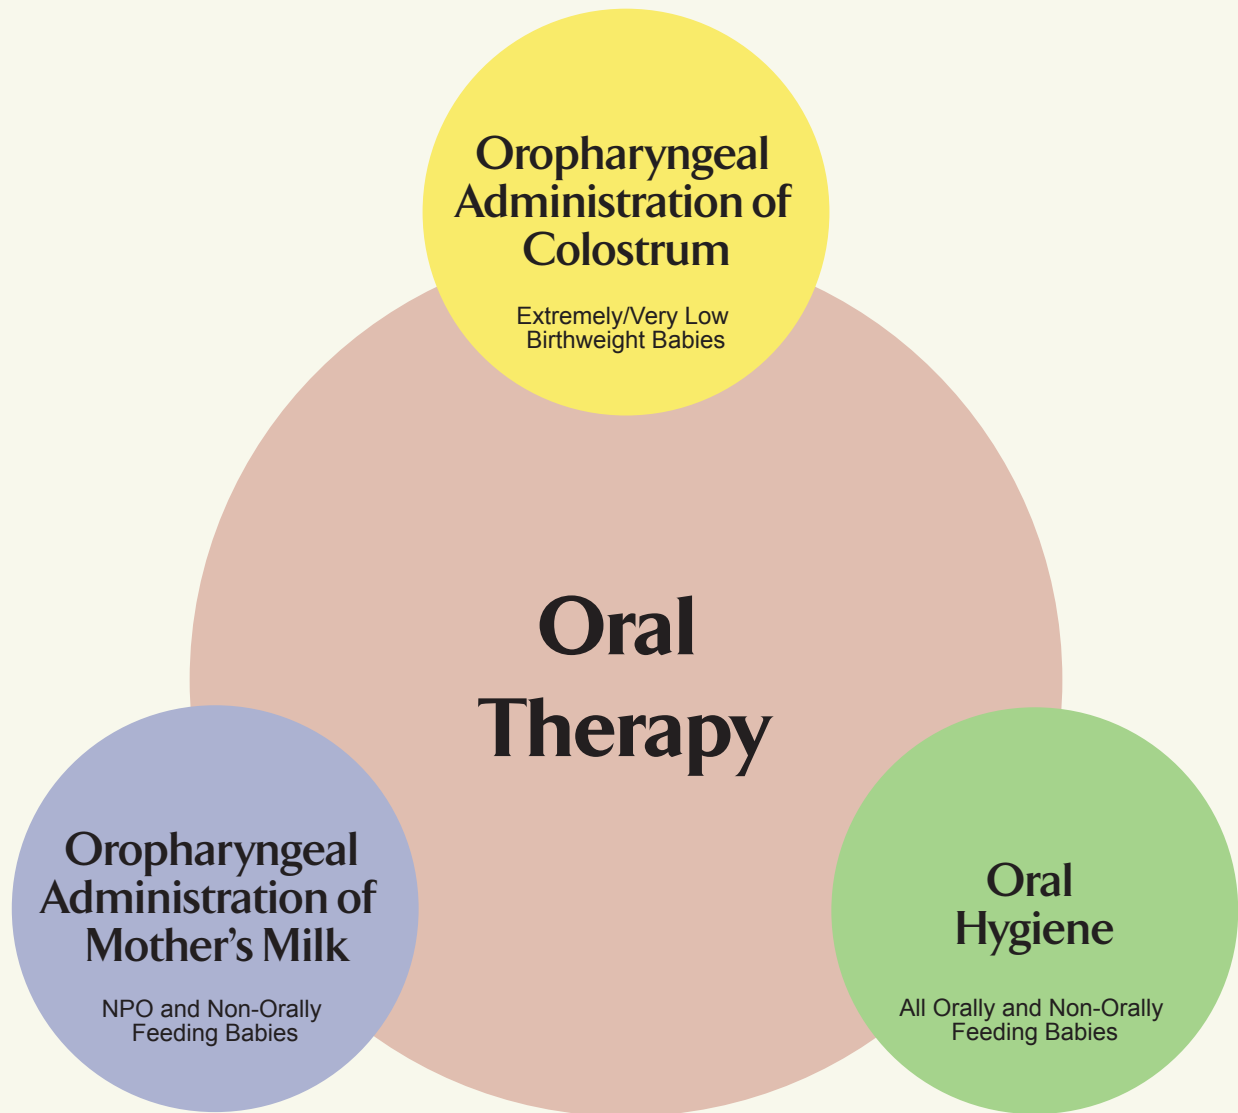 Oropharyngeal
Administration of
Colostrum
Extremely/Very Low
Birthweight Babies
Oral
Therapy
Oropharyngeal
Administration of
Mother’s Milk
NPO and Non-Orally
Feeding Babies
Oral
Hygiene
All Orally and Non-Orally
Feeding Babies